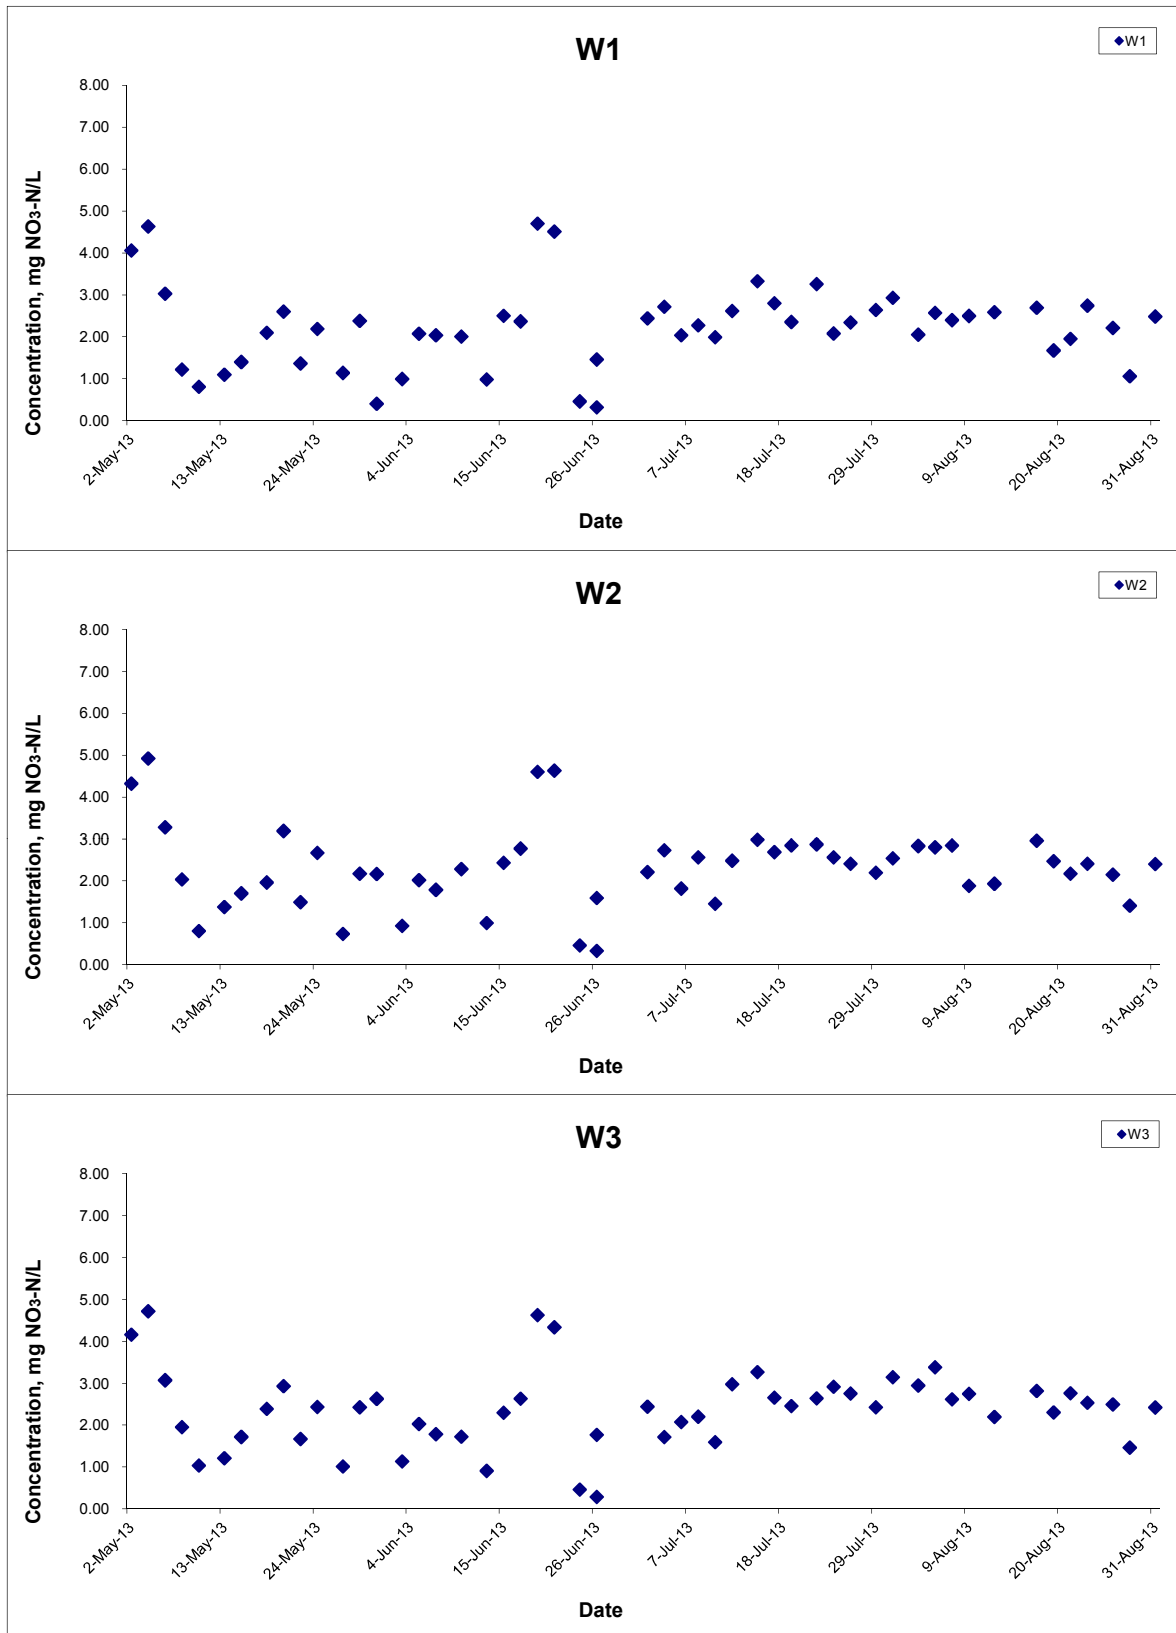 W1
W1
8.00
7.00
6.00
5.00
4.00
3.00
2.00
1.00
0.00
Concentration, mg NO3-N/L
2-May-13
13-May-13
24-May-13
4-Jun-13
15-Jun-13
26-Jun-13
7-Jul-13
18-Jul-13
29-Jul-13
9-Aug-13
20-Aug-13
31-Aug-13
Date
W2
W2
8.00
7.00
6.00
5.00
4.00
3.00
2.00
1.00
0.00
Concentration, mg NO3-N/L
2-May-13
13-May-13
24-May-13
4-Jun-13
15-Jun-13
26-Jun-13
7-Jul-13
18-Jul-13
29-Jul-13
9-Aug-13
20-Aug-13
31-Aug-13
Date
W3
W3
8.00
7.00
6.00
5.00
4.00
3.00
2.00
1.00
0.00
Concentration, mg NO3-N/L
2-May-13
13-May-13
24-May-13
4-Jun-13
15-Jun-13
26-Jun-13
7-Jul-13
18-Jul-13
29-Jul-13
9-Aug-13
20-Aug-13
31-Aug-13
Date